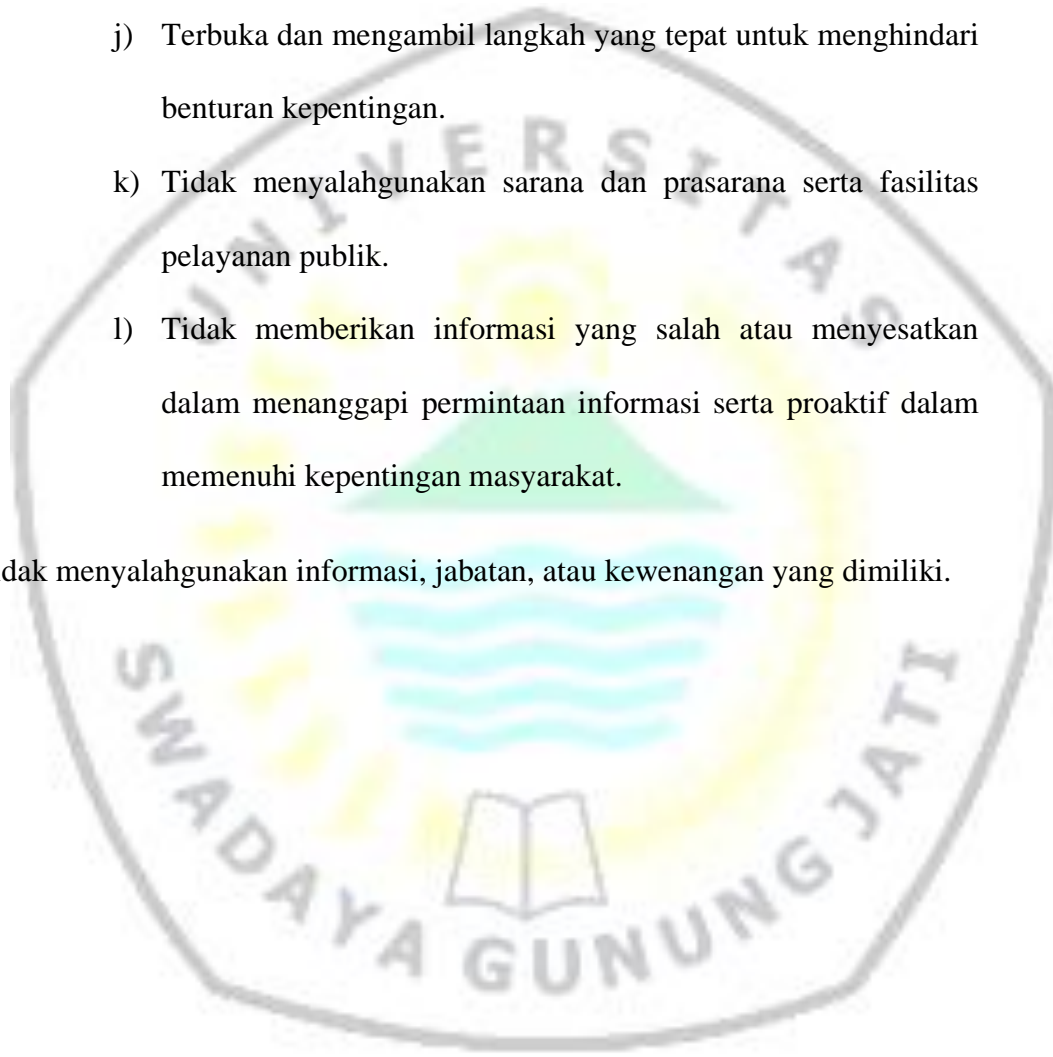 j) Terbuka dan mengambil langkah yang tepat untuk menghindari
benturan kepentingan.
k) Tidak menyalahgunakan sarana dan prasarana serta fasilitas
pelayanan publik.
l) Tidak memberikan informasi yang salah atau menyesatkan
dalam menanggapi permintaan informasi serta proaktif dalam
memenuhi kepentingan masyarakat.
dak menyalahgunakan informasi, jabatan, atau kewenangan yang dimiliki.
UNIVERSITAS
SWADAYA GUNUNG JATI